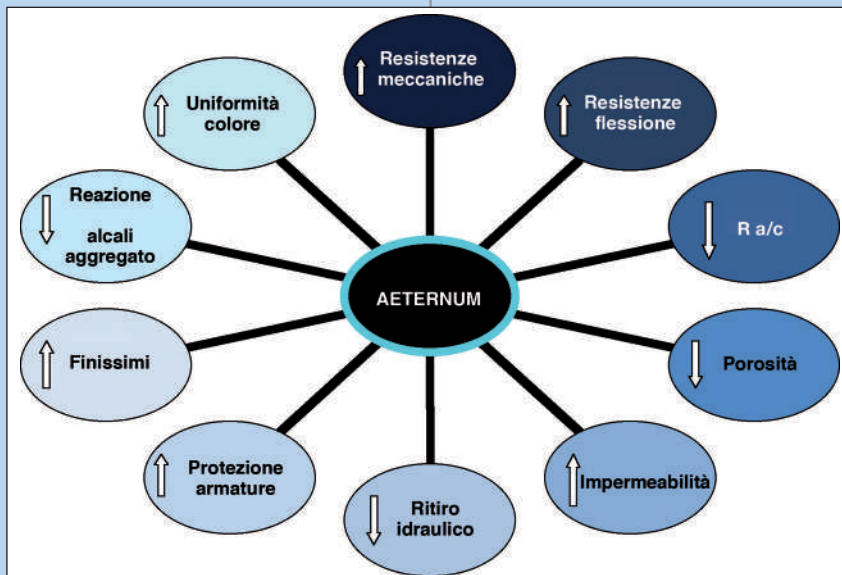 Resistenze
meccaniche
Resistenze
flessione
R a/c
Porosità
Impermeabilità
Ritiro
idraulico
Protezione
armature
Finissimi
Reazione
alcali
aggregato
Uniformità
colore
AETERNUM